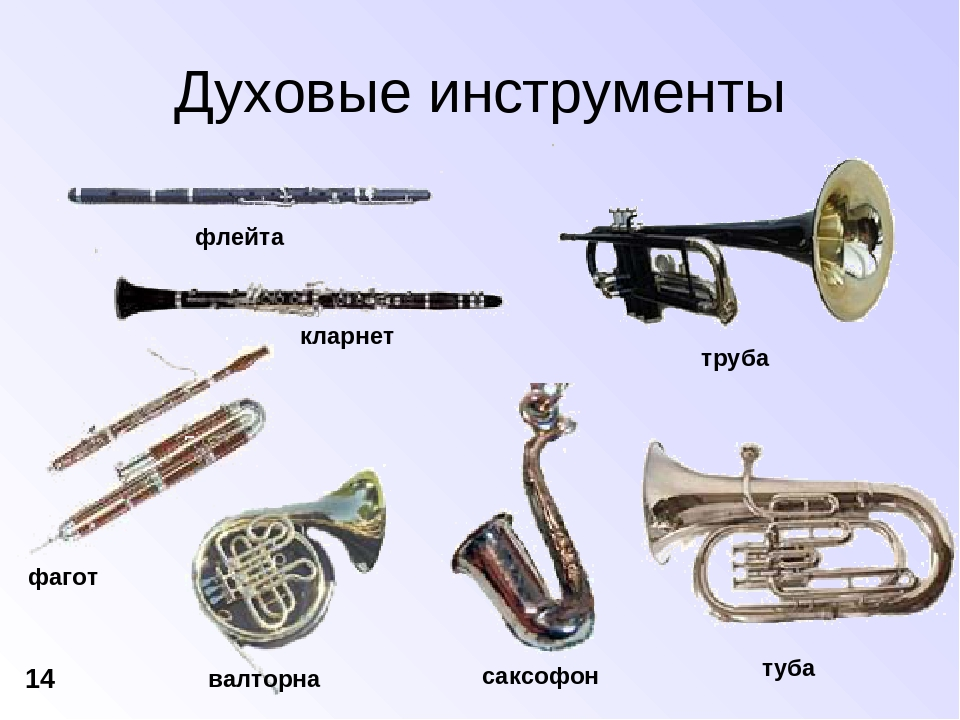 Духовые инструменты
флейта
кларнет
труба
фагот
валторна
саксофон
туба
14